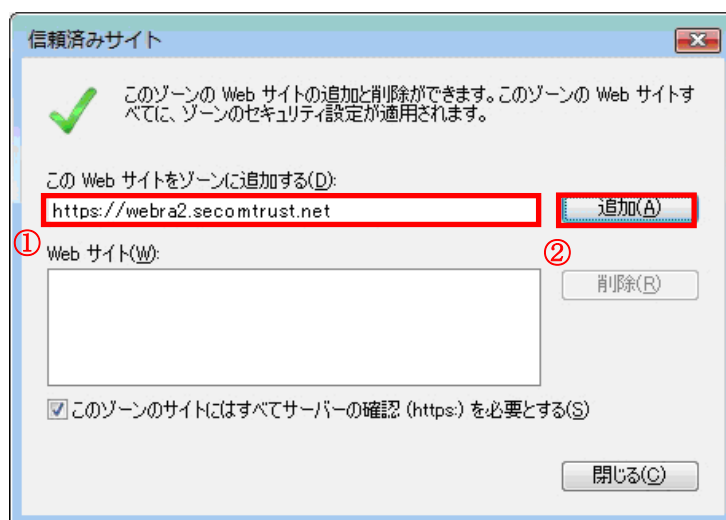 信頼済みサイト
このゾーンの Web サイトの追加と削除ができます。このゾーンの Web サイトす
べてに、ゾーンのセキュリティ設定が適用されます。
この Web サイトをゾーンに追加する(D):
https://webra2.secomtrust.net
追加(A)
①
②
Web サイト(W):
削除(R)
このゾーンのサイトにはすべてサーバーの確認 (https:) を必要とする(S)
閉じる(C)